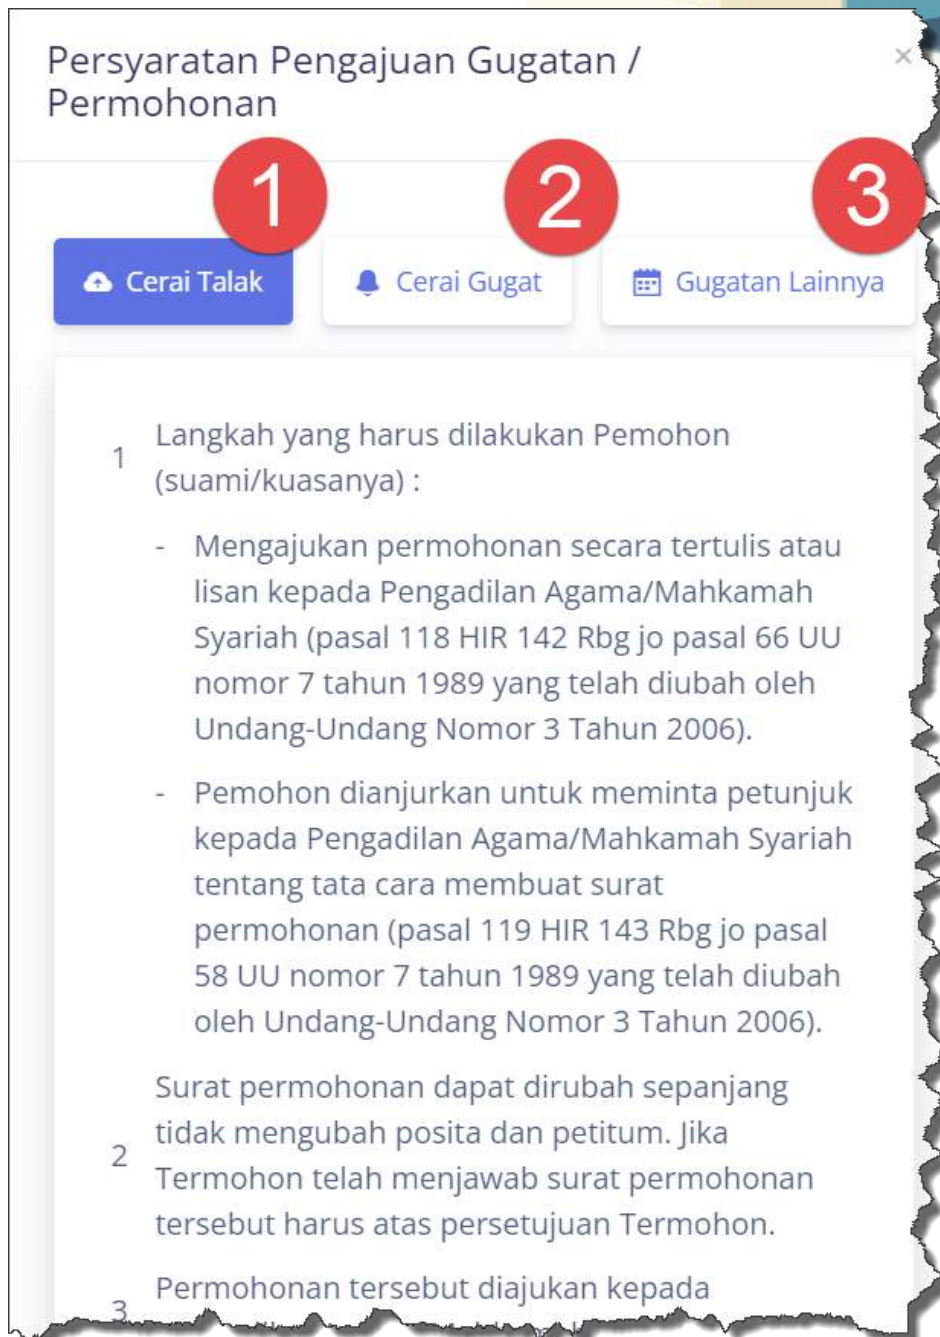 Persyaratan Pengajuan Gugatan /
Permohonan
×
1
2
3
Cerai Talak
Cerai Gugat
Gugatan Lainnya
1
Langkah yang harus dilakukan Pemohon
(suami/kuasanya) :
- Mengajukan permohonan secara tertulis atau
lisan kepada Pengadilan Agama/Mahkamah
Syariah (pasal 118 HIR 142 Rbg jo pasal 66 UU
nomor 7 tahun 1989 yang telah diubah oleh
Undang-Undang Nomor 3 Tahun 2006).
- Pemohon dianjurkan untuk meminta petunjuk
kepada Pengadilan Agama/Mahkamah Syariah
tentang tata cara membuat surat
permohonan (pasal 119 HIR 143 Rbg jo pasal
58 UU nomor 7 tahun 1989 yang telah diubah
oleh Undang-Undang Nomor 3 Tahun 2006).
2
Surat permohonan dapat dirubah sepanjang
tidak mengubah posita dan petitum. Jika
Termohon telah menjawab surat permohonan
tersebut harus atas persetujuan Termohon.
3
Permohonan tersebut diajukan kepada